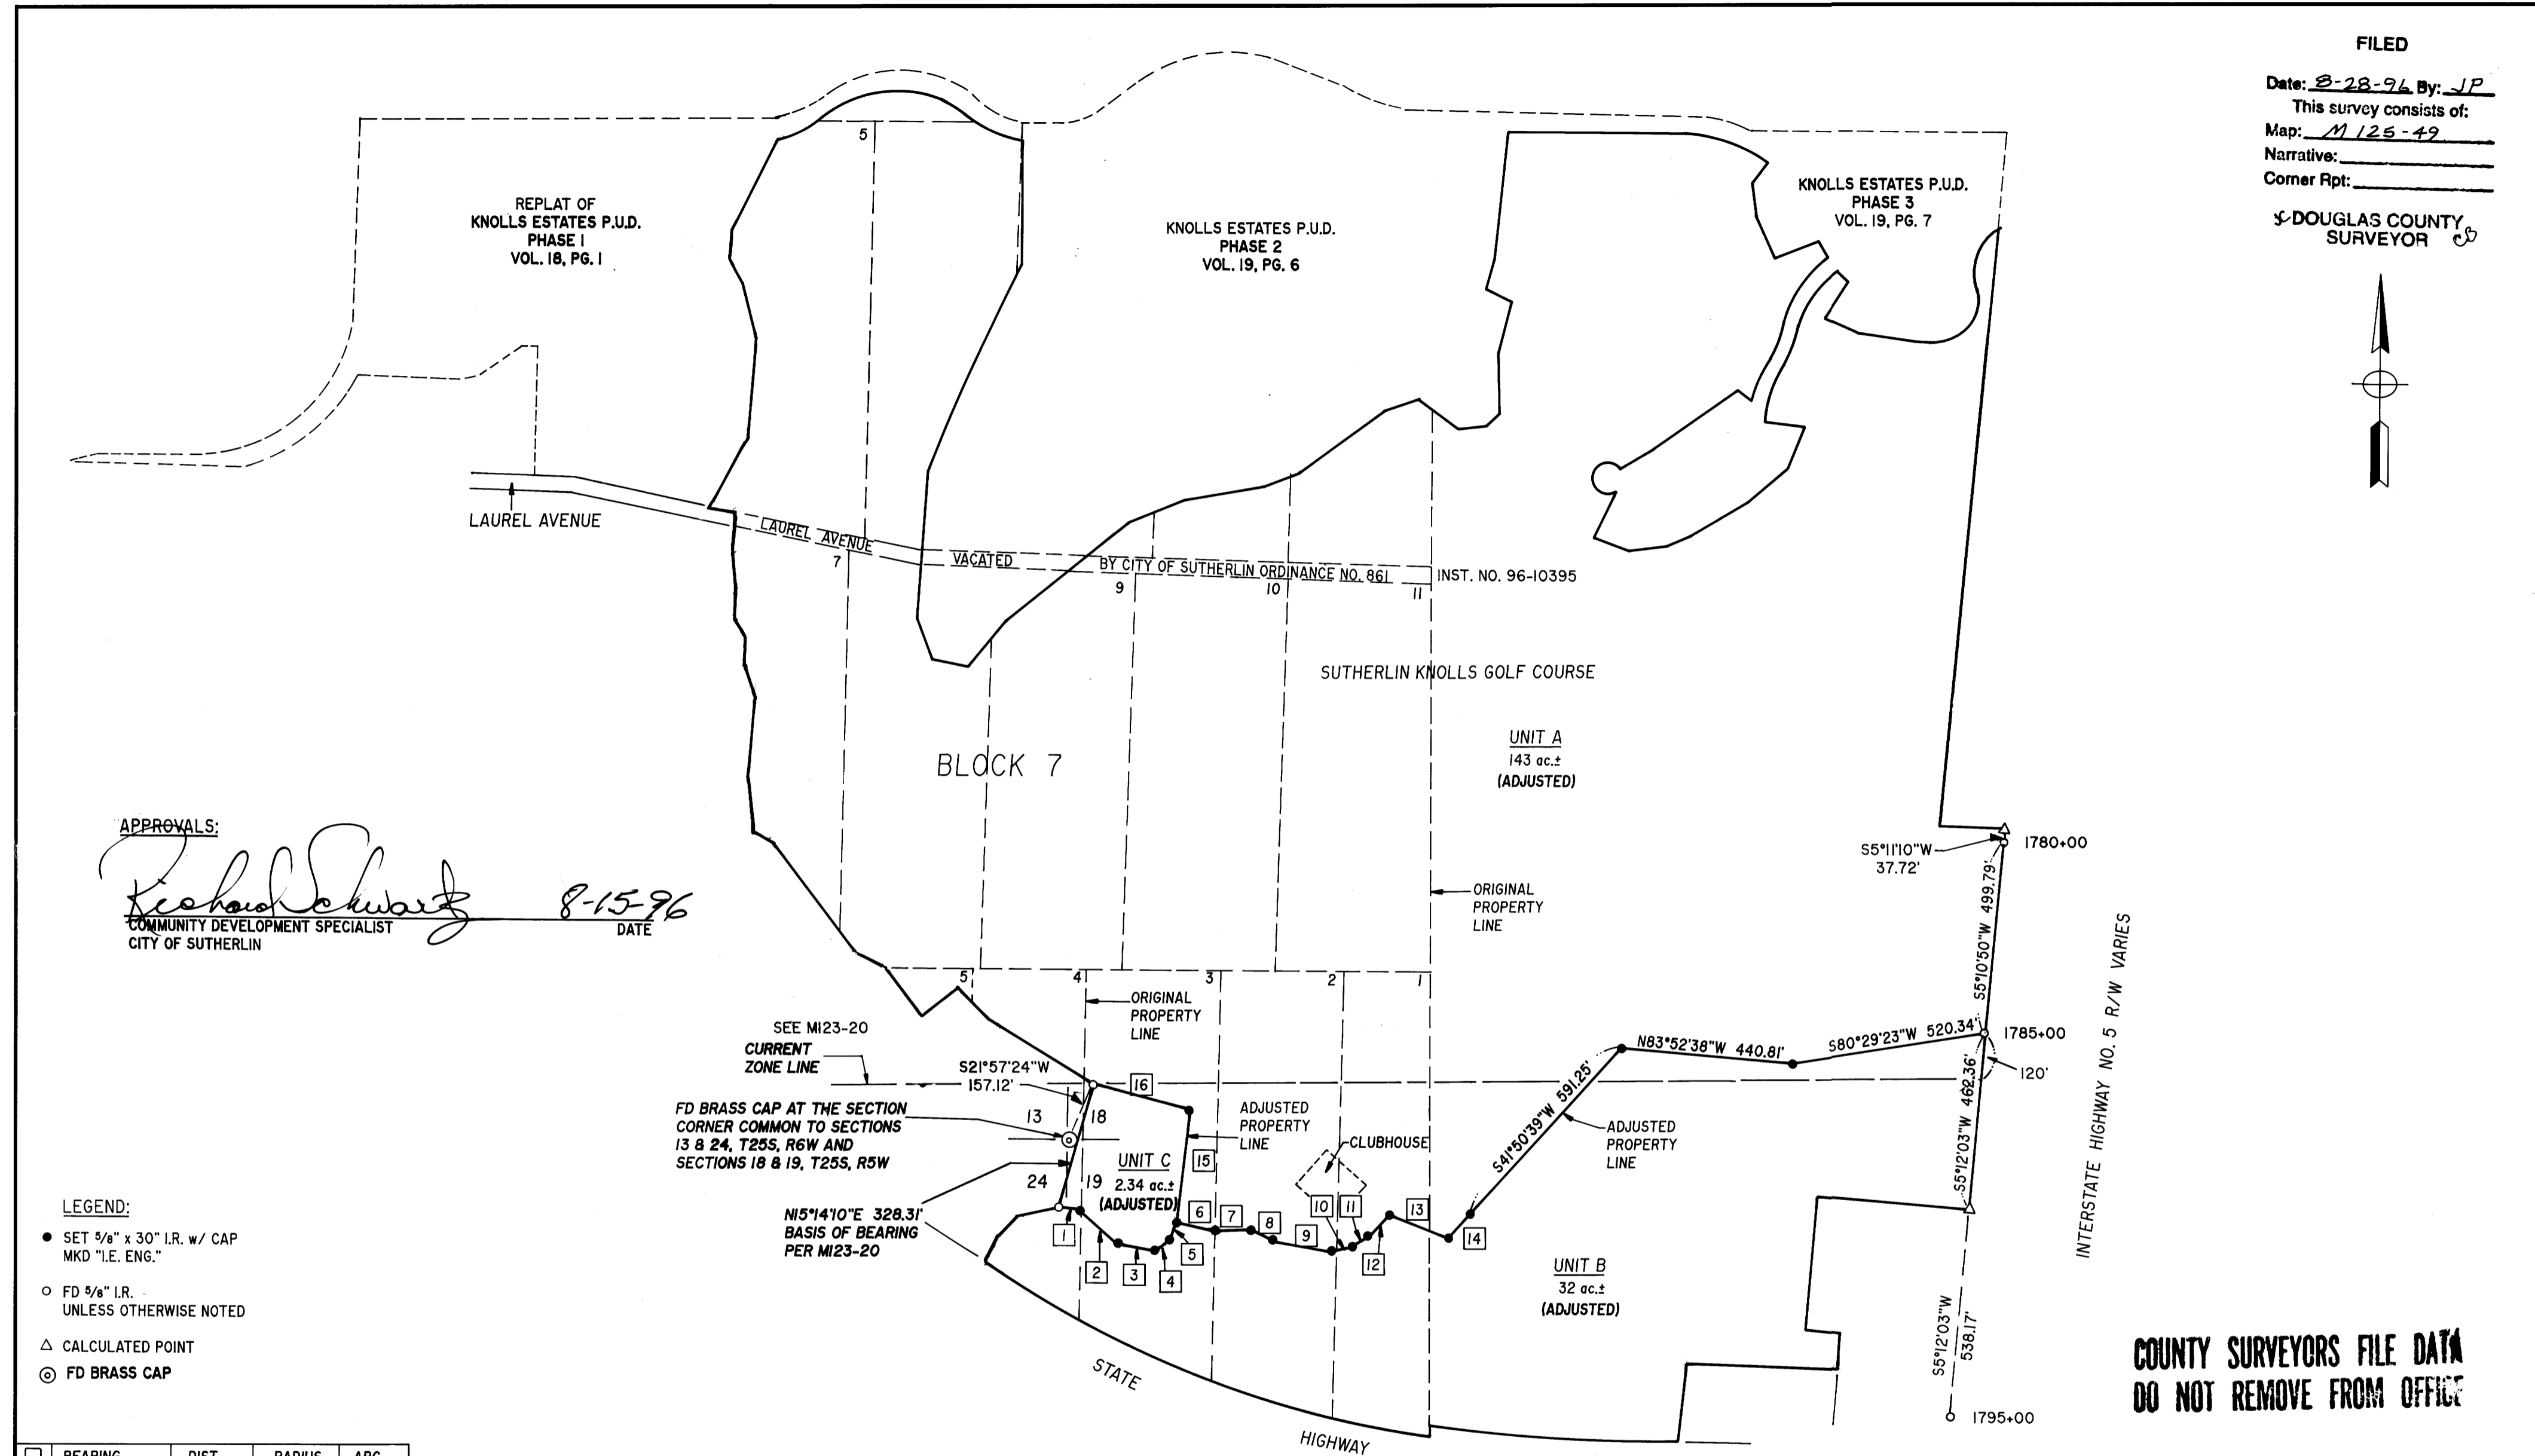 FILED
Date: 8-28-96 By: JP
This survey consists of:
Map: M 125-49
Narrative:
Corner Rpt:
DOUGLAS COUNTY
SURVEYOR
REPLAT OF
KNOLLS ESTATES P.U.D.
PHASE I
VOL. 18, PG. 1
KNOLLS ESTATES P.U.D.
PHASE 2
VOL. 19, PG. 6
KNOLLS ESTATES P.U.D.
PHASE 3
VOL. 19, PG. 7
5
LAUREL AVENUE
LAUREL AVENUE
VACATED
BY CITY OF SUTHERLIN ORDINANCE NO. 861
INST. NO. 96-10395
7
9
10
11
SUTHERLIN KNOLLS GOLF COURSE
UNIT A
143 ac.±
(ADJUSTED)
BLOCK 7
APPROVALS:
Richard Schwartz
8-15-96
COMMUNITY DEVELOPMENT SPECIALIST
DATE
CITY OF SUTHERLIN
S5°11'10"W
37.72'
1780+00
S5°10'50"W 499.79'
ORIGINAL
PROPERTY
LINE
INTERSTATE HIGHWAY NO. 5 R/W VARIES
5
4
3
2
1
ORIGINAL
PROPERTY
LINE
SEE M123-20
CURRENT
ZONE LINE
S21°57'24"W
157.12'
N83°52'38"W 440.81'
S80°29'23"W 520.34'
1785+00
120'
S5°12'03"W 462.36'
16
FD BRASS CAP AT THE SECTION
CORNER COMMON TO SECTIONS
13 & 24, T25S, R6W AND
SECTIONS 18 & 19, T25S, R5W
13
18
24
19
UNIT C
2.34 ac.±
(ADJUSTED)
15
ADJUSTED
PROPERTY
LINE
CLUBHOUSE
S41°50'39"W 591.25'
ADJUSTED
PROPERTY
LINE
N15°14'10"E 328.31'
BASIS OF BEARING
PER M123-20
1
2
3
4
5
6
7
8
9
10
11
12
13
14
UNIT B
32 ac.±
(ADJUSTED)
LEGEND:
SET 5/8" x 30" I.R. w/ CAP
MKD "I.E. ENG."
FD 5/8" I.R.
UNLESS OTHERWISE NOTED
CALCULATED POINT
FD BRASS CAP
S5°12'03"W
538.17'
1795+00
STATE
HIGHWAY
COUNTY SURVEYORS FILE DATA
DO NOT REMOVE FROM OFFICE
BEARING DIST. RADIUS ARC